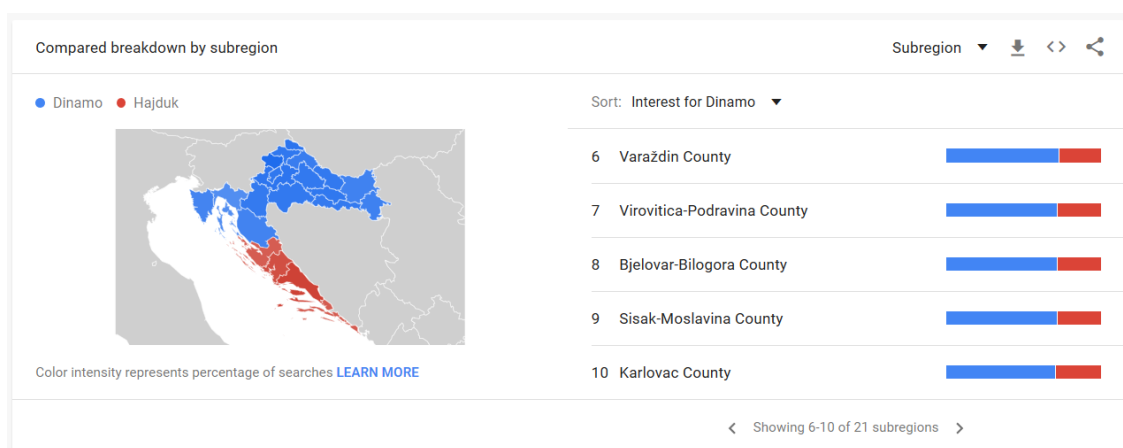 Compared breakdown by subregion
Subregion
Dinamo Hajduk
Sort: Interest for Dinamo
6 Varaždin County
7 Virovitica-Podravina County
8 Bjelovar-Bilogora County
9 Sisak-Moslavina County
10 Karlovac County
Color intensity represents percentage of searches LEARN MORE
Showing 6-10 of 21 subregions